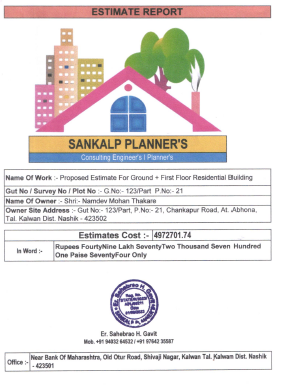 ESTIMATE REPORT
SANKALP PLANNER'S
Consulting Engineer's I Planner's
Name Of Work :- Proposed Estimate For Ground + First Floor Residential Building
Gut No / Survey No / Plot No :- G.No:- 123/Part P.No:- 21
Name Of Owner :- Shri:- Namdev Mohan Thakare
Owner Site Address :- Gut No:- 123/Part, P.No:- 21, Chankapur Road, At. Abhona,
Tal. Kalwan Dist. Nashik - 423502
Estimates Cost :- 4972701.74
In Word :- Rupees FourtyNine Lakh SeventyTwo Thousand Seven Hundred
One Paise SeventyFour Only
Er. Sahebrao H. Gavit
Mob. +91 94032 64532 / +91 97642 35587
Office :- Near Bank Of Maharashtra, Old Otur Road, Shivaji Nagar, Kalwan Tal. Kalwam Dist. Nashik
- 423501